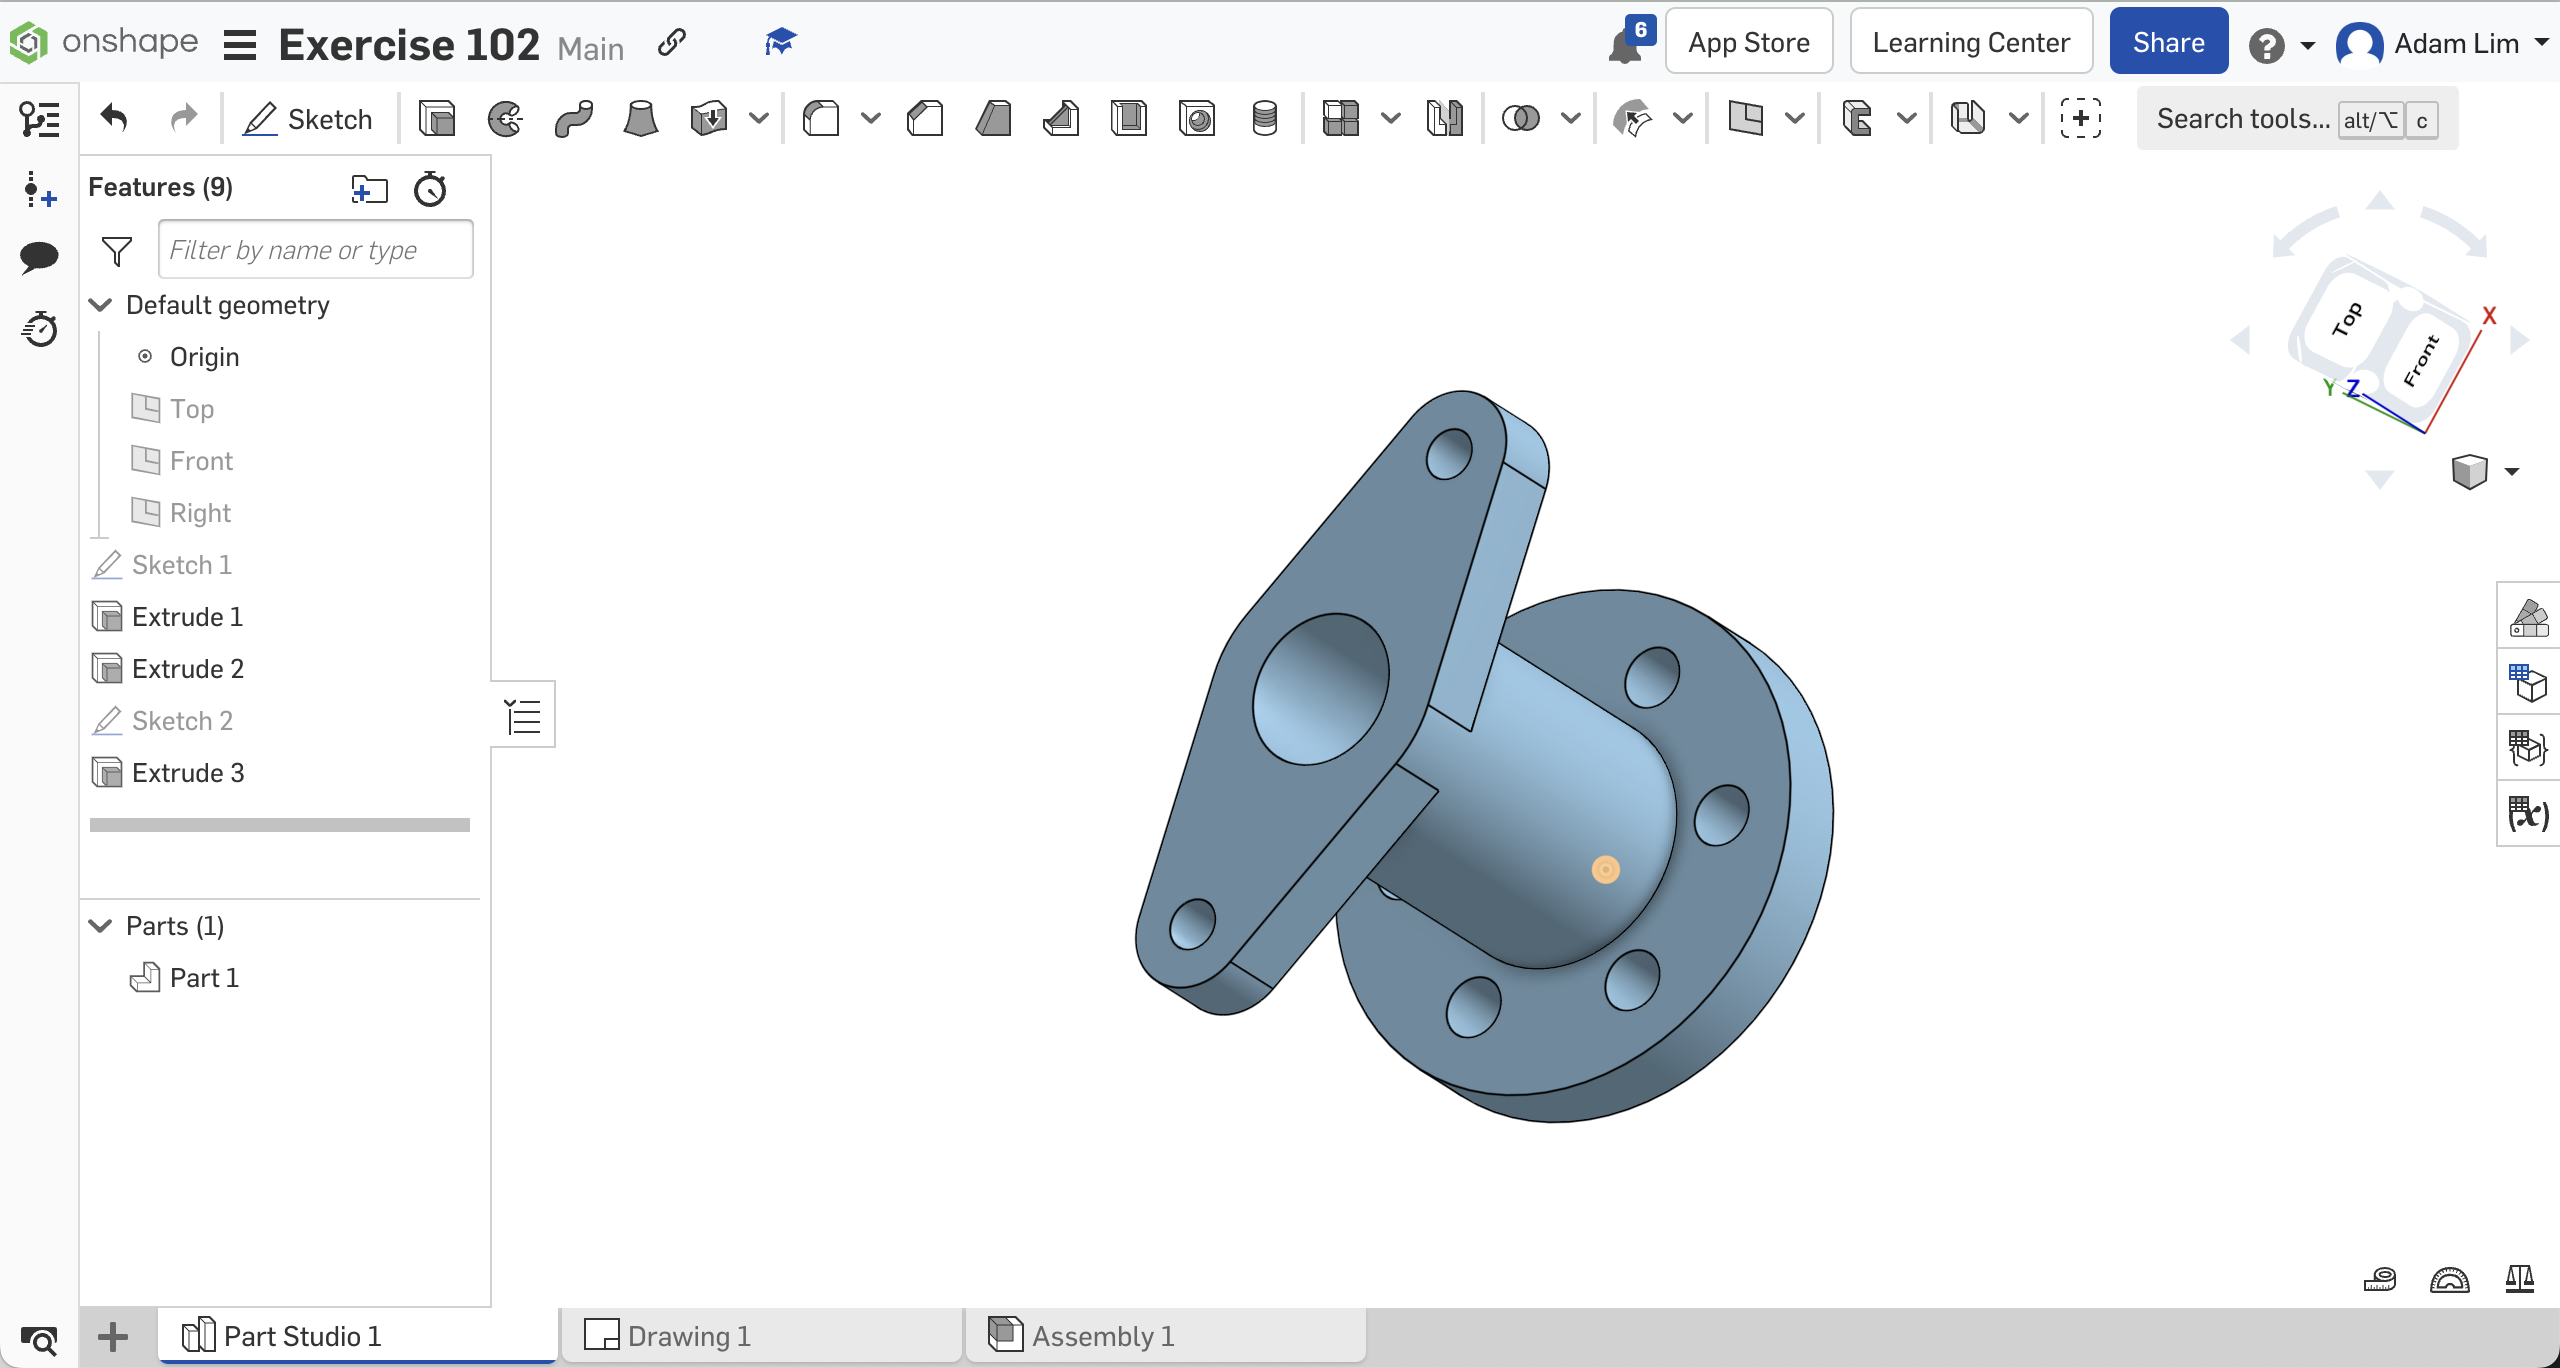 onshape Exercise 102 Main 6 App Store Learning Center Share ? Adam Lim
Sketch Search tools... alt/⌥ c
Features (9)
Filter by name or type
Default geometry
Origin
Top
Front
Right
Sketch 1
Extrude 1
Extrude 2
Sketch 2
Extrude 3
Parts (1)
Part 1
Top
Front
X
Y
Z
(x)
Part Studio 1 Drawing 1 Assembly 1